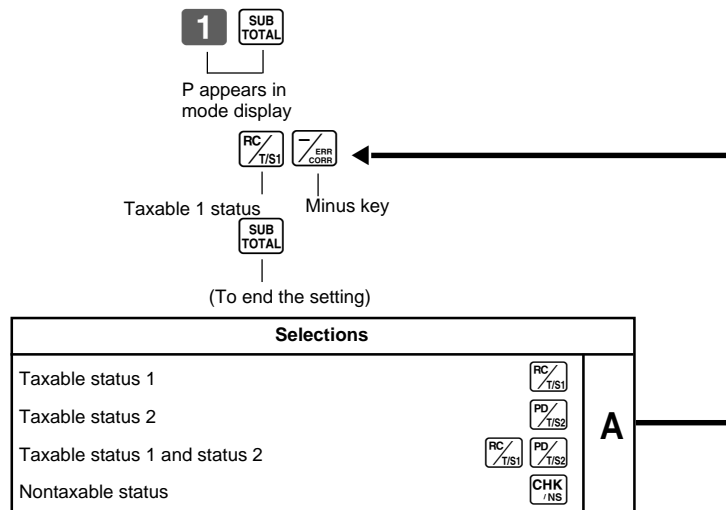 1 SUB TOTAL
P appears in
mode display
RC/T/S1 −/ERR CORR
Taxable 1 status Minus key
SUB TOTAL
(To end the setting)
Selections
Taxable status 1 RC/T/S1
Taxable status 2 PD/T/S2
A
Taxable status 1 and status 2 RC/T/S1 PD/T/S2
Nontaxable status CHK/NS